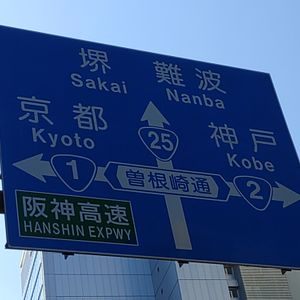 堺 難波
Sakai Nanba
京都 神戸
Kyoto Kobe
25
1 曽根崎通 2
阪神高速
HANSHIN EXPWY